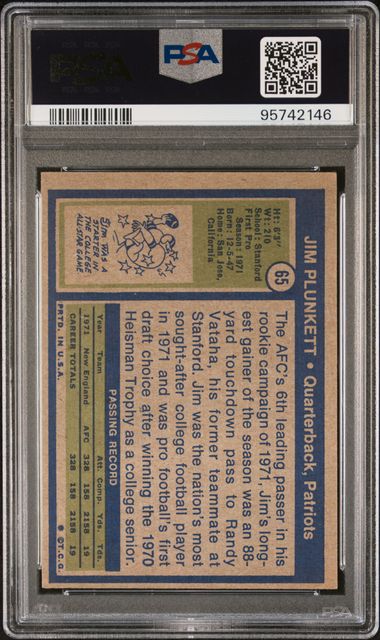 PSA
95742146
JIM PLUNKETT • Quarterback, Patriots
65
Ht: 6'3"
Wt: 210
School: Stanford
First Pro
Season: 1971
Born: 12-5-47
Home: San Jose,
California
JIM WAS A
STARTER IN
THE COLLEGE
ALL-STAR GAME
The AFC's 6th leading passer in his
rookie campaign of 1971, Jim's long-
est gainer of the season was an 88-
yard touchdown pass to Randy
Vataha, his former teammate at
Stanford. Jim was the nation's most
sought-after college football player
in 1971 and was pro football's first
draft choice after winning the 1970
Heisman Trophy as a college senior.
PASSING RECORD
Year Team Att. Comp. Yds. Tds.
1971 New England AFC 328 158 2158 19
CAREER TOTALS 328 158 2158 19
PRTD. IN U.S.A.
© T.C.G.
PSA